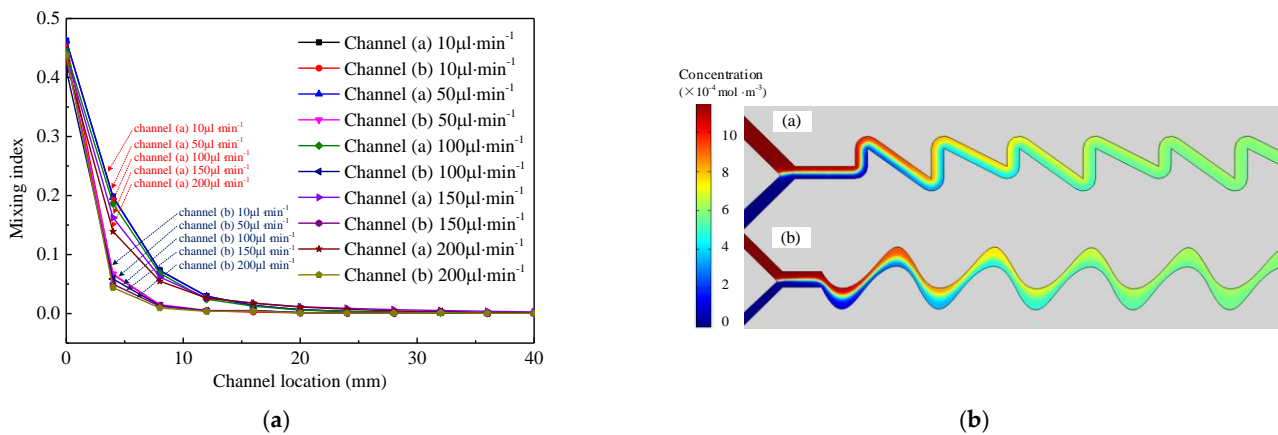 0.5
0.4
0.3
0.2
0.1
0.0
Mixing index
0
10
20
30
40
Channel location (mm)
Channel (a) 10μl·min⁻¹
Channel (b) 10μl·min⁻¹
Channel (a) 50μl·min⁻¹
Channel (b) 50μl·min⁻¹
Channel (a) 100μl·min⁻¹
Channel (b) 100μl·min⁻¹
Channel (a) 150μl·min⁻¹
Channel (b) 150μl·min⁻¹
Channel (a) 200μl·min⁻¹
Channel (b) 200μl·min⁻¹
channel (a) 10μl·min⁻¹
channel (a) 50μl·min⁻¹
channel (a) 100μl·min⁻¹
channel (a) 150μl·min⁻¹
channel (a) 200μl·min⁻¹
channel (b) 10μl·min⁻¹
channel (b) 50μl·min⁻¹
channel (b) 100μl·min⁻¹
channel (b) 150μl·min⁻¹
channel (b) 200μl·min⁻¹
(a)
Concentration
(×10⁻⁴ mol·m⁻³)
10
8
6
4
2
0
(a)
(b)
(b)